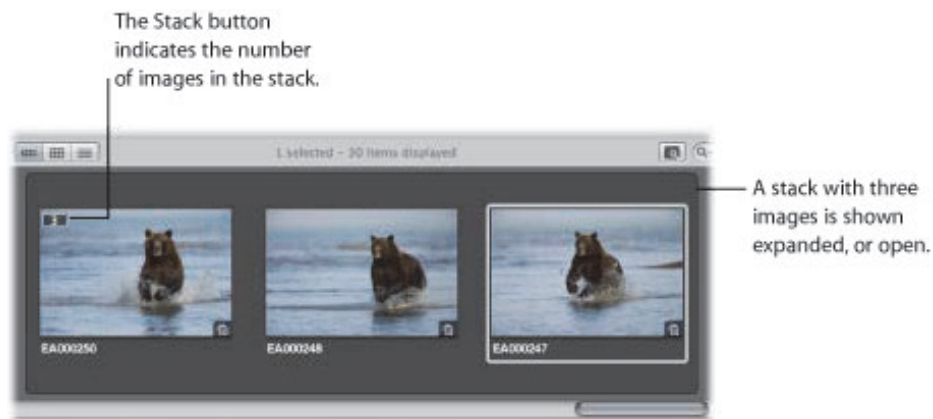 The Stack button
indicates the number
of images in the stack.
1 selected – 30 items displayed
A stack with three
images is shown
expanded, or open.
EA000250
EA000248
EA000247